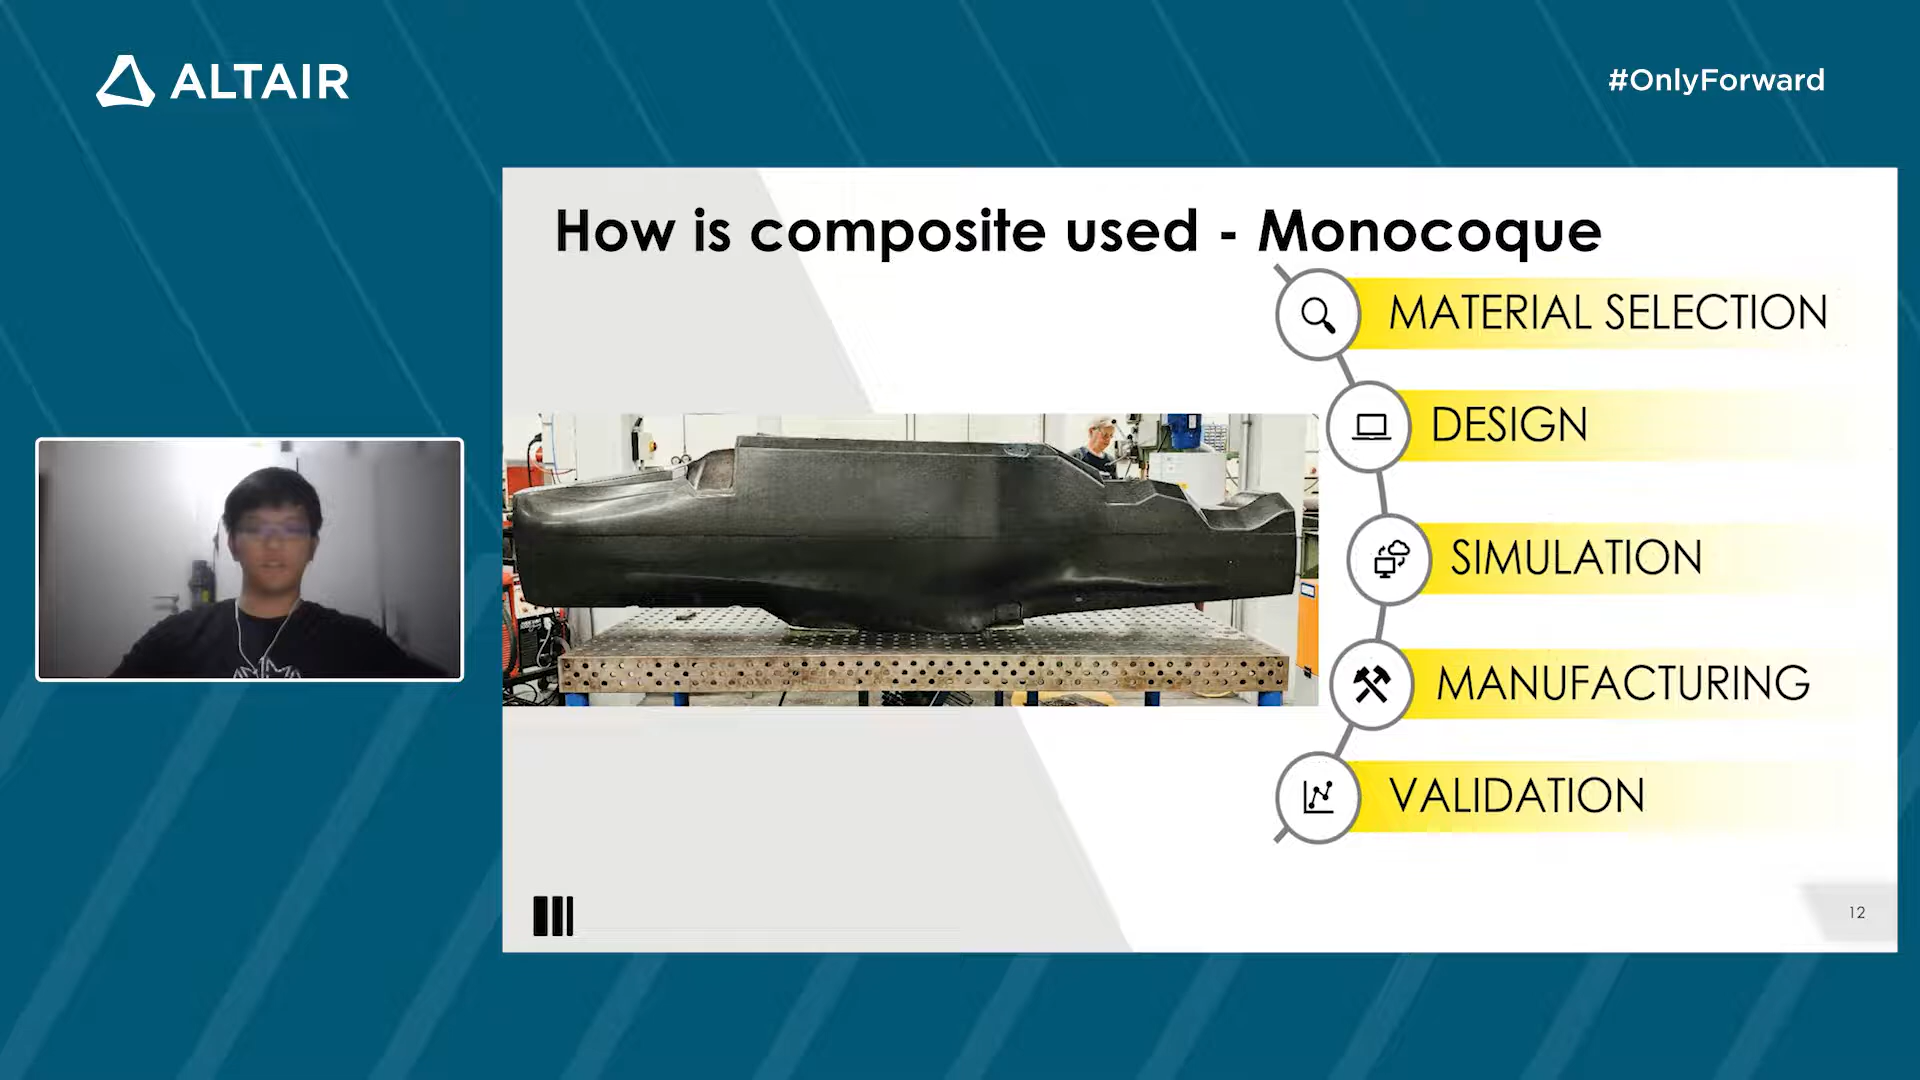 ALTAIR
#OnlyForward
How is composite used - Monocoque
MATERIAL SELECTION
DESIGN
SIMULATION
MANUFACTURING
VALIDATION
12